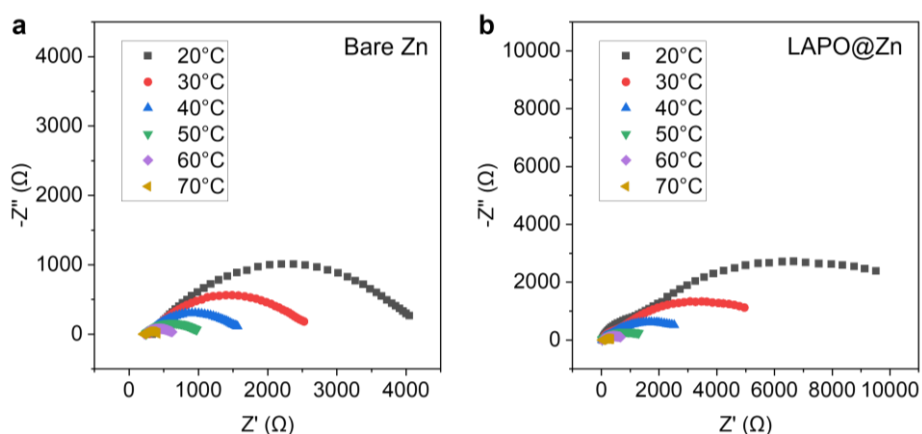 a
Bare Zn
20°C
30°C
40°C
50°C
60°C
70°C
4000
3000
2000
1000
0
-Z'' (Ω)
0 1000 2000 3000 4000
Z' (Ω)
b
LAPO@Zn
20°C
30°C
40°C
50°C
60°C
70°C
10000
8000
6000
4000
2000
0
-Z'' (Ω)
0 2000 4000 6000 8000 10000
Z' (Ω)